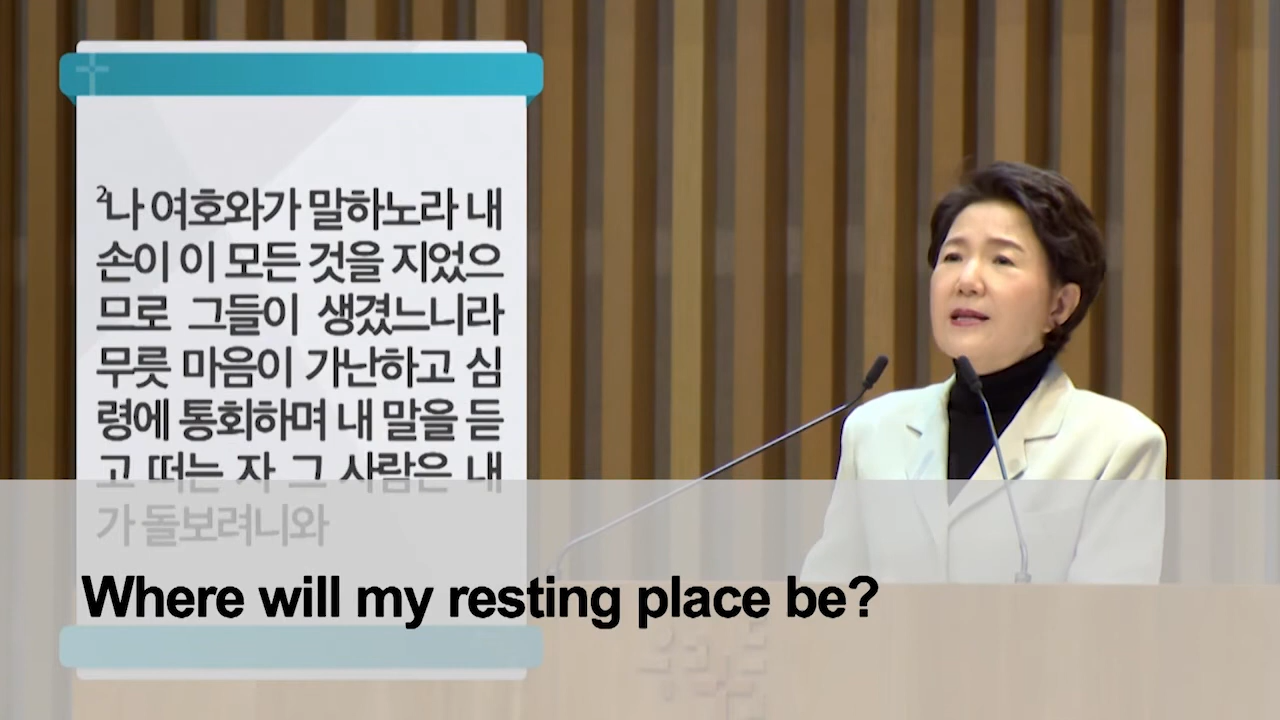 ²나 여호와가 말하노라 내
손이 이 모든 것을 지었으
므로 그들이 생겼느니라
무릇 마음이 가난하고 심
령에 통회하며 내 말을 듣
고 떠는 자 그 사람은 내
가 돌보려니와
Where will my resting place be?